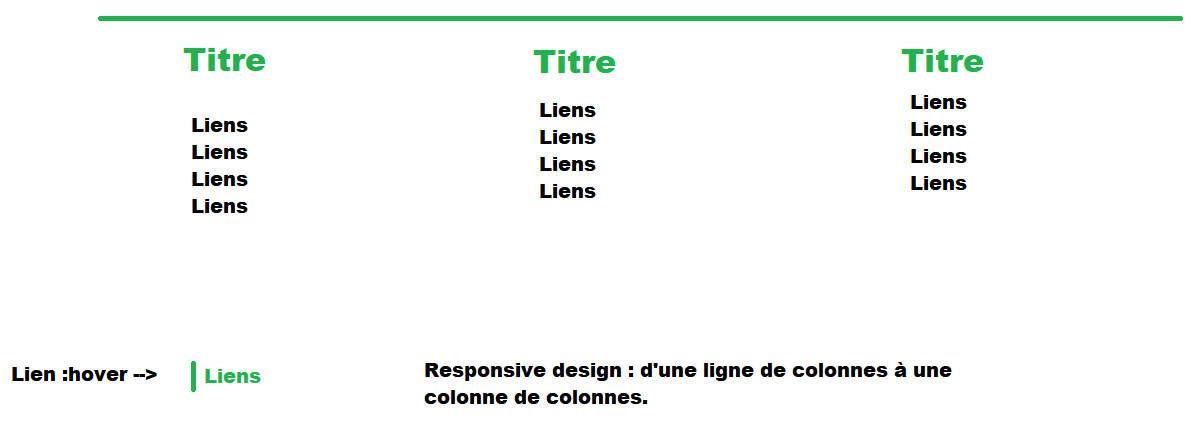 Titre
Liens
Liens
Liens
Liens
Titre
Liens
Liens
Liens
Liens
Titre
Liens
Liens
Liens
Liens
Lien :hover -->
Liens
Responsive design : d'une ligne de colonnes à une
colonne de colonnes.